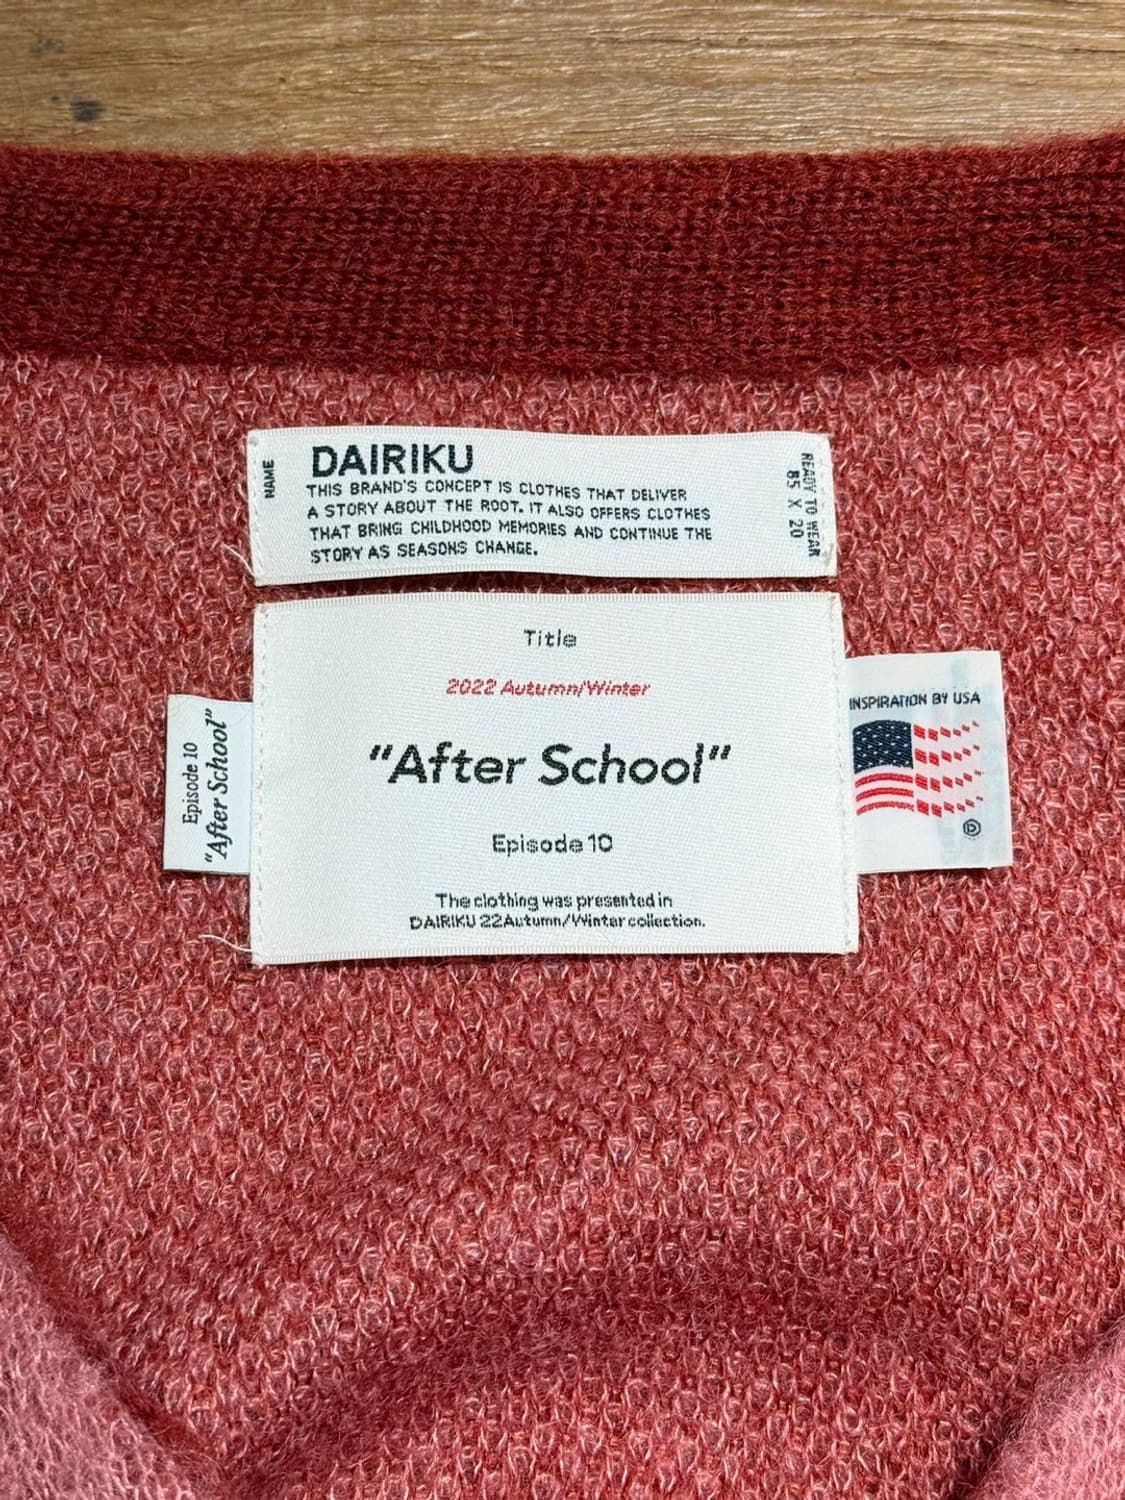 NAME
DAIRIKU
THIS BRAND'S CONCEPT IS CLOTHES THAT DELIVER
A STORY ABOUT THE ROOT. IT ALSO OFFERS CLOTHES
THAT BRING CHILDHOOD MEMORIES AND CONTINUE THE
STORY AS SEASONS CHANGE.
READY TO WEAR
85 X 20
Title
2022 Autumn/Winter
"After School"
Episode 10
The clothing was presented in
DAIRIKU 22Autumn/Winter collection.
Episode 10
"After School"
INSPIRATION BY USA